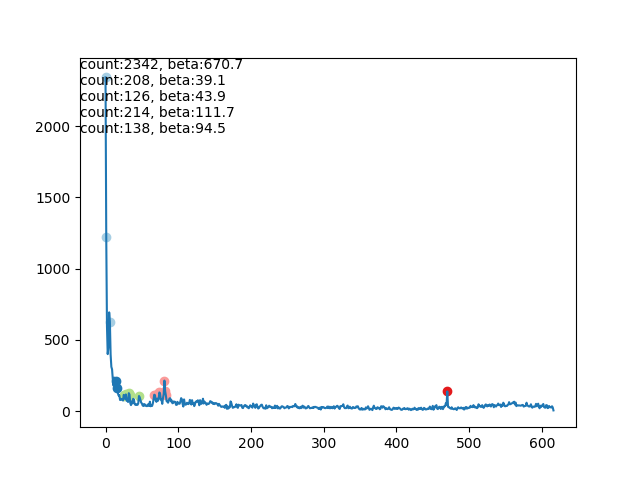 count:2342, beta:670.7
count:208, beta:39.1
count:126, beta:43.9
count:214, beta:111.7
count:138, beta:94.5
2000
1500
1000
500
0
0 100 200 300 400 500 600